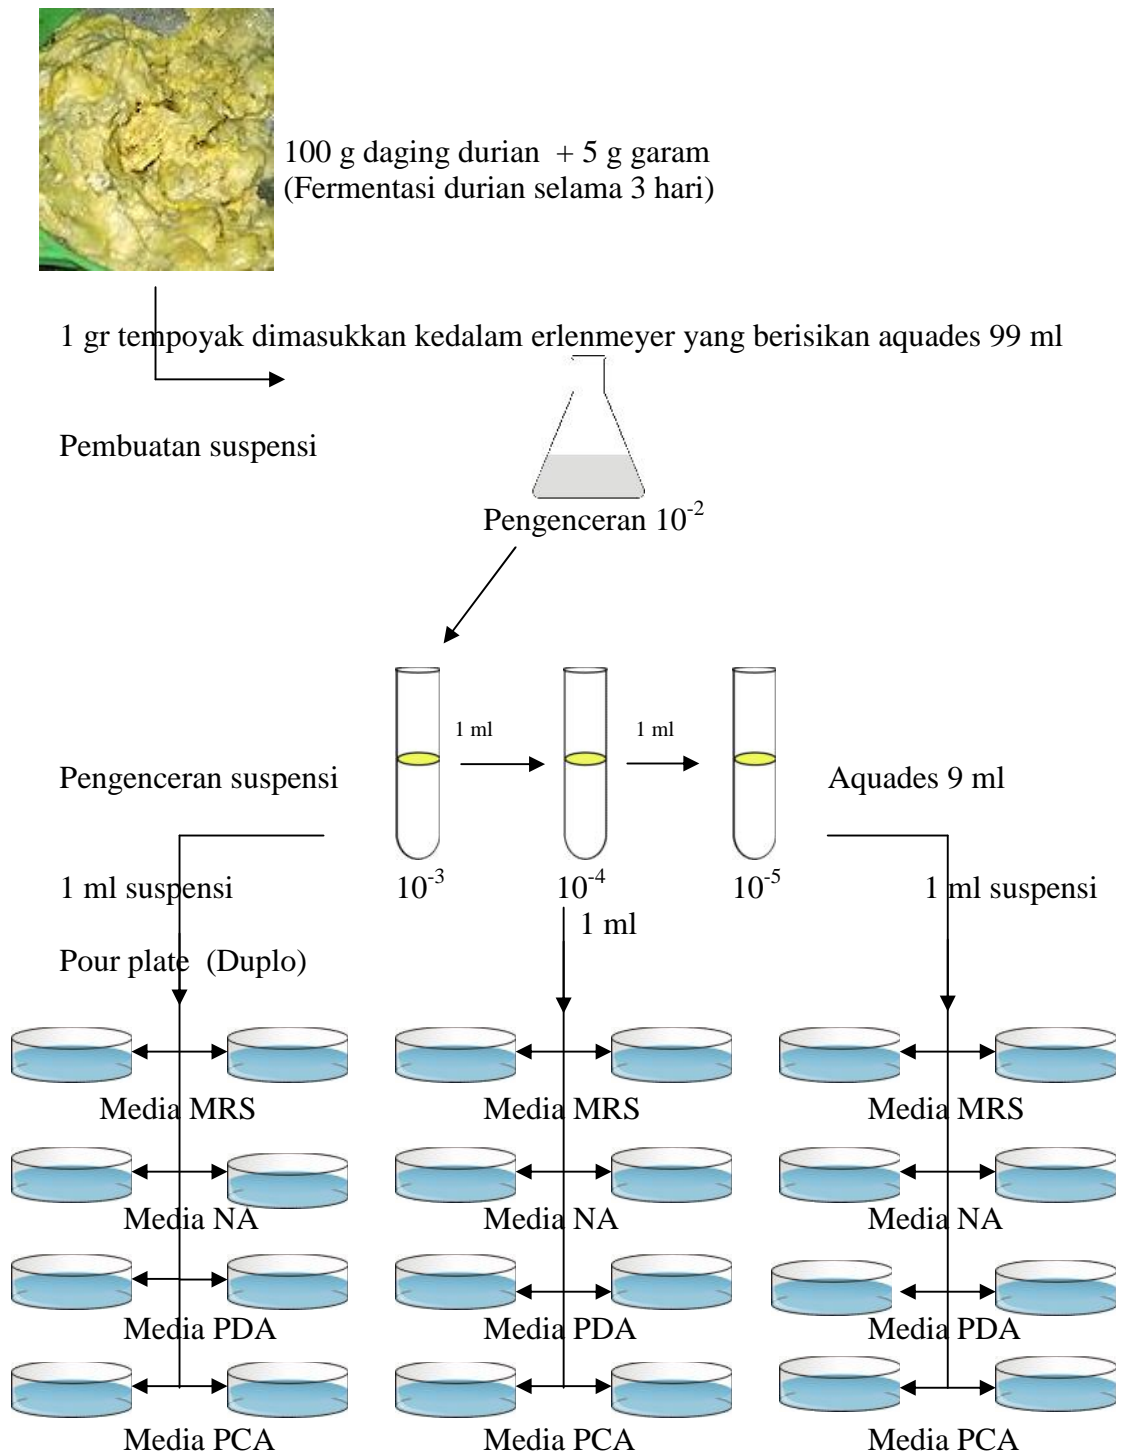 100 g daging durian + 5 g garam
(Fermentasi durian selama 3 hari)
1 gr tempoyak dimasukkan kedalam erlenmeyer yang berisikan aquades 99 ml
Pembuatan suspensi
Pengenceran 10⁻²
1 ml
1 ml
Pengenceran suspensi
Aquades 9 ml
10⁻³
10⁻⁴
10⁻⁵
1 ml suspensi
1 ml
1 ml suspensi
Pour plate (Duplo)
Media MRS
Media MRS
Media MRS
Media NA
Media NA
Media NA
Media PDA
Media PDA
Media PDA
Media PCA
Media PCA
Media PCA